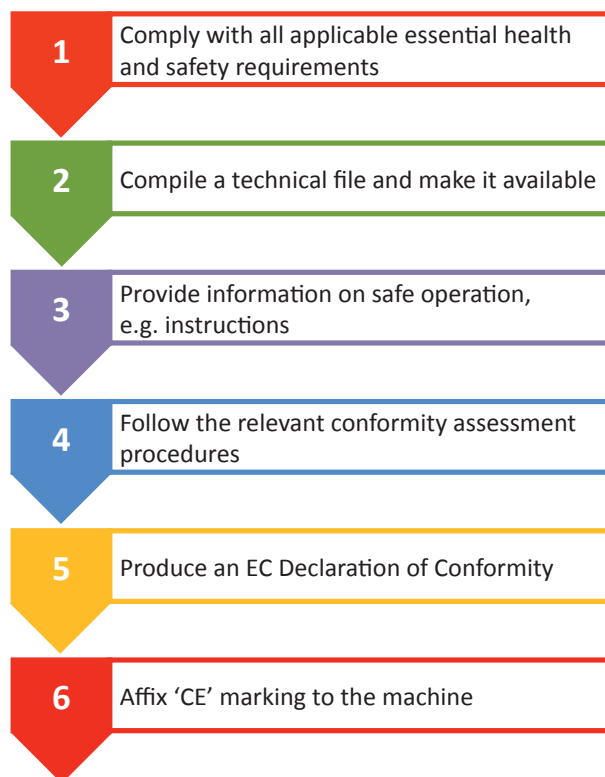 1
Comply with all applicable essential health
and safety requirements
2
Compile a technical file and make it available
3
Provide information on safe operation,
e.g. instructions
4
Follow the relevant conformity assessment
procedures
5
Produce an EC Declaration of Conformity
6
Affix ‘CE’ marking to the machine